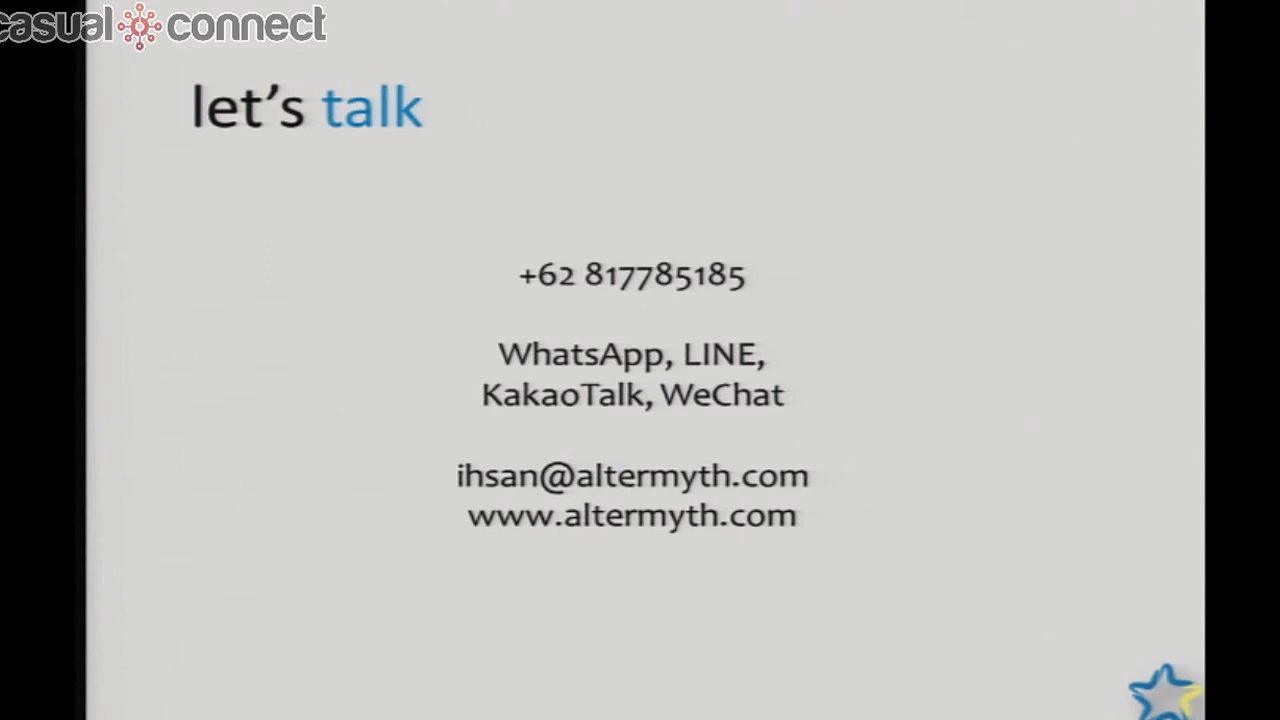 casual connect
let's talk
+62 817785185
WhatsApp, LINE,
KakaoTalk, WeChat
ihsan@altermyth.com
www.altermyth.com